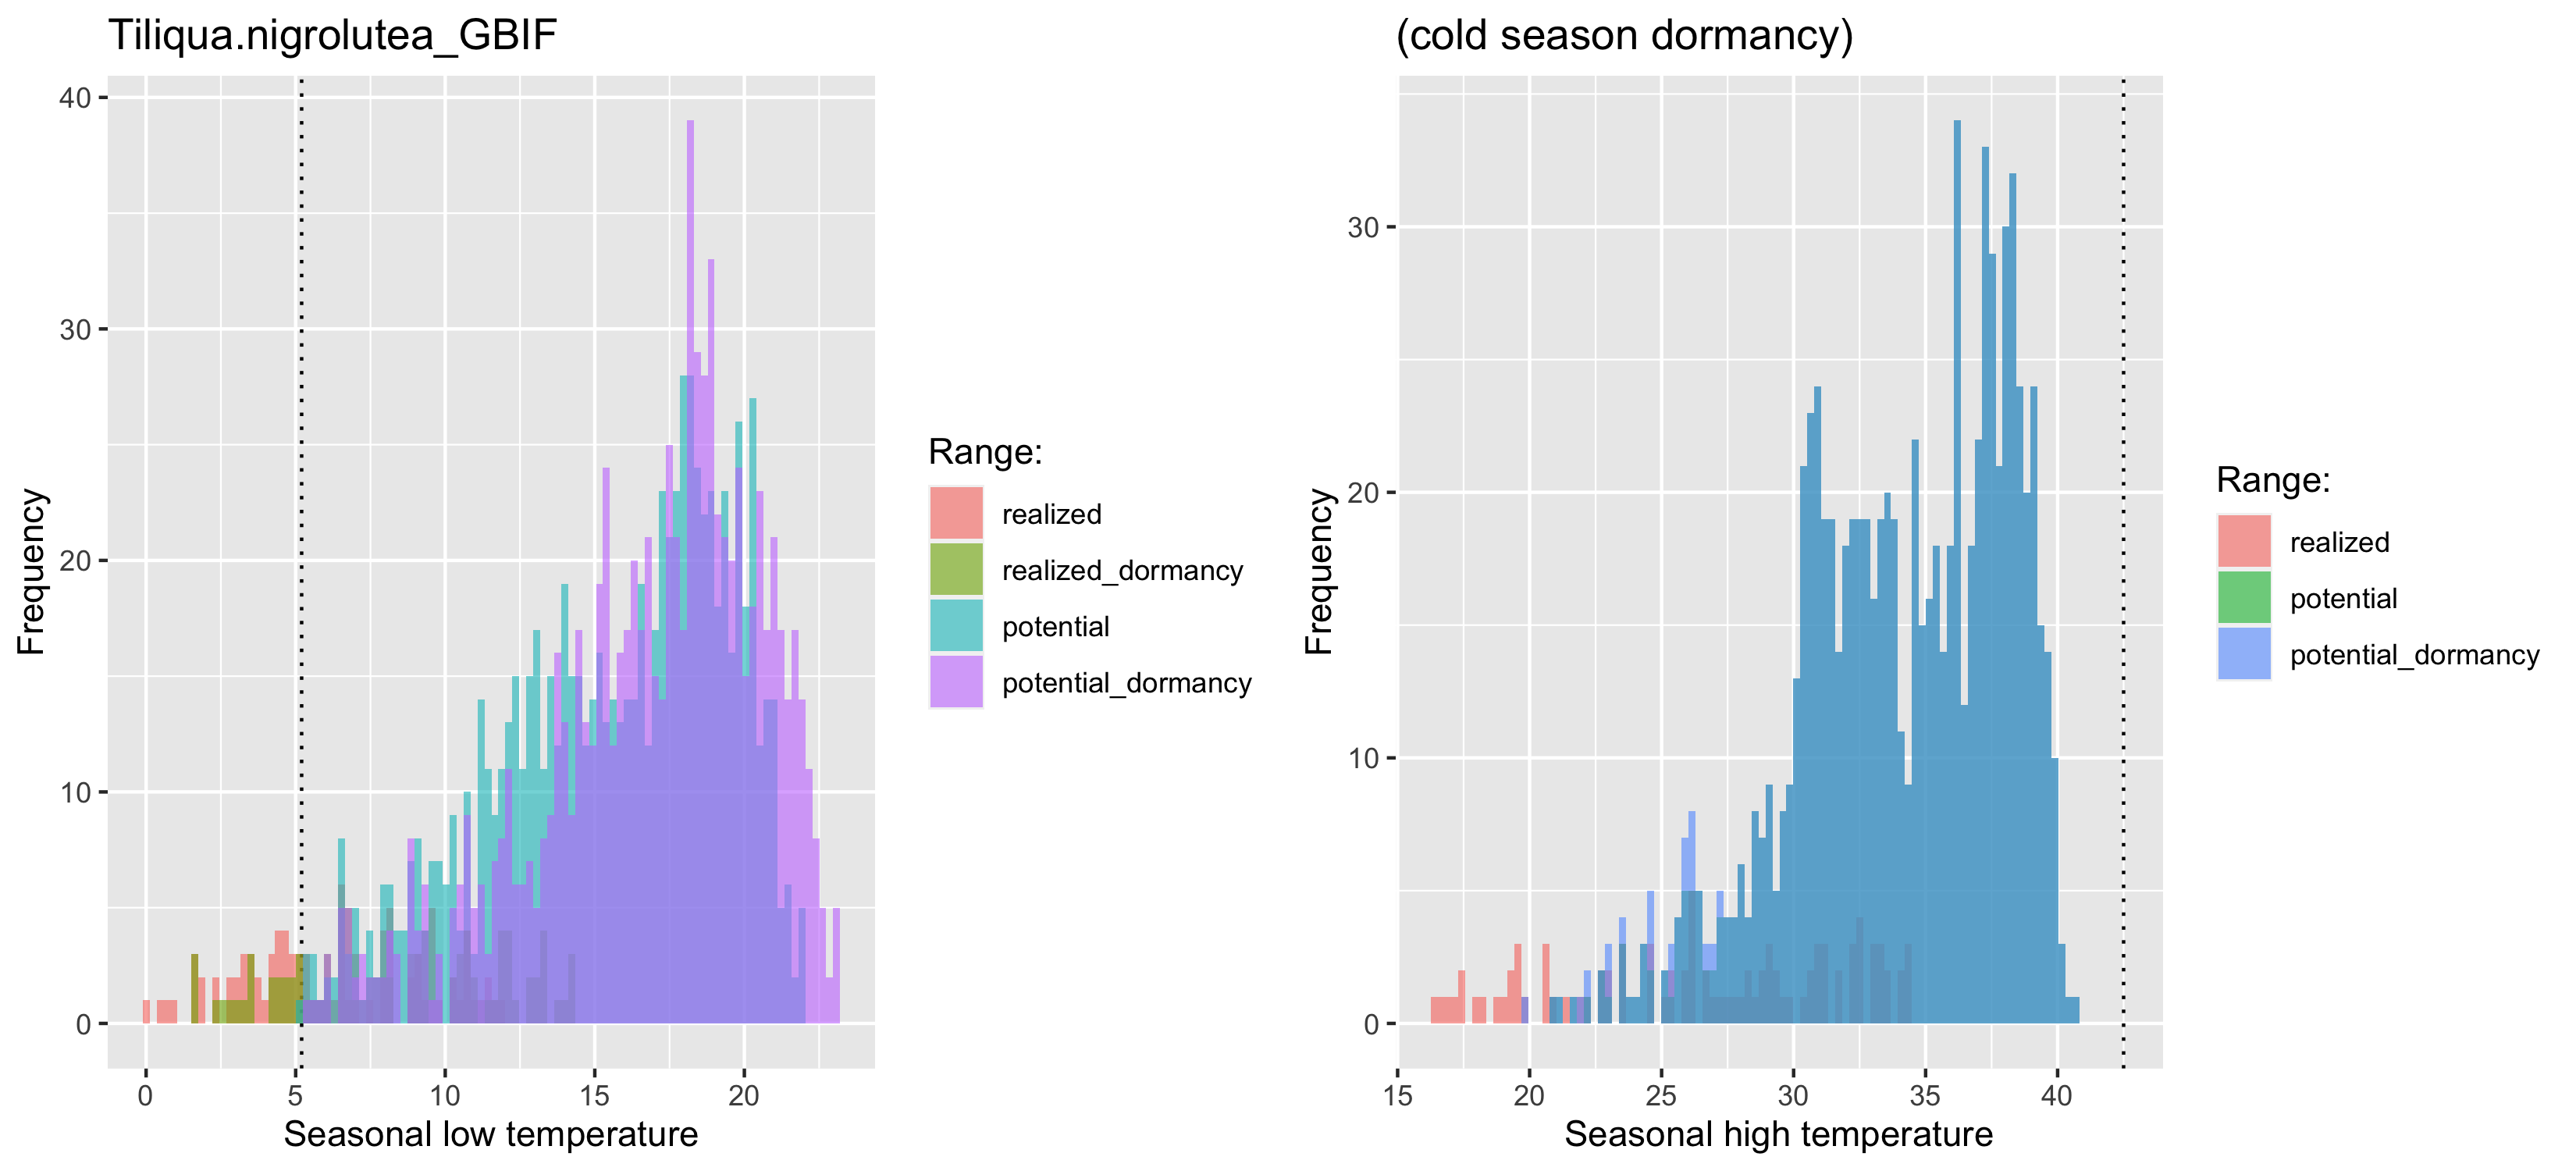 Tiliqua.nigrolutea_GBIF
40
30
20
10
0
Frequency
0 5 10 15 20
Seasonal low temperature
Range:
realized
realized_dormancy
potential
potential_dormancy
(cold season dormancy)
30
20
10
0
Frequency
15 20 25 30 35 40
Seasonal high temperature
Range:
realized
potential
potential_dormancy